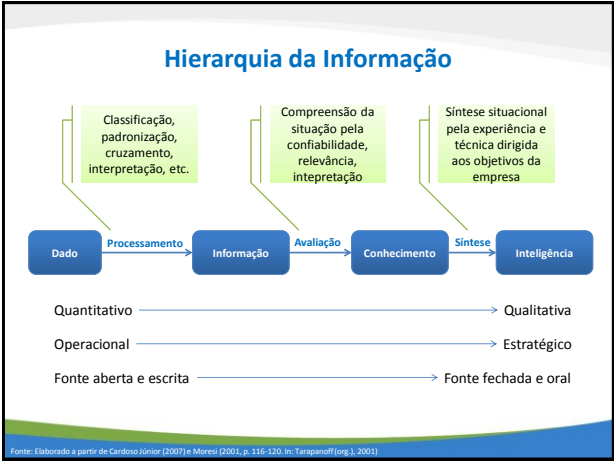 Hierarquia da Informação
Classificação,
padronização,
cruzamento,
interpretação, etc.
Compreensão da
situação pela
confiabilidade,
relevância,
intepretação
Síntese situacional
pela experiência e
técnica dirigida
aos objetivos da
empresa
Dado
Processamento
Informação
Avaliação
Conhecimento
Síntese
Inteligência
Quantitativo
Qualitativa
Operacional
Estratégico
Fonte aberta e escrita
Fonte fechada e oral
Fonte: Elaborado a partir de Cardoso Júnior (2007) e Moresi (2001, p. 116-120. In: Tarapanoff (org.), 2001)